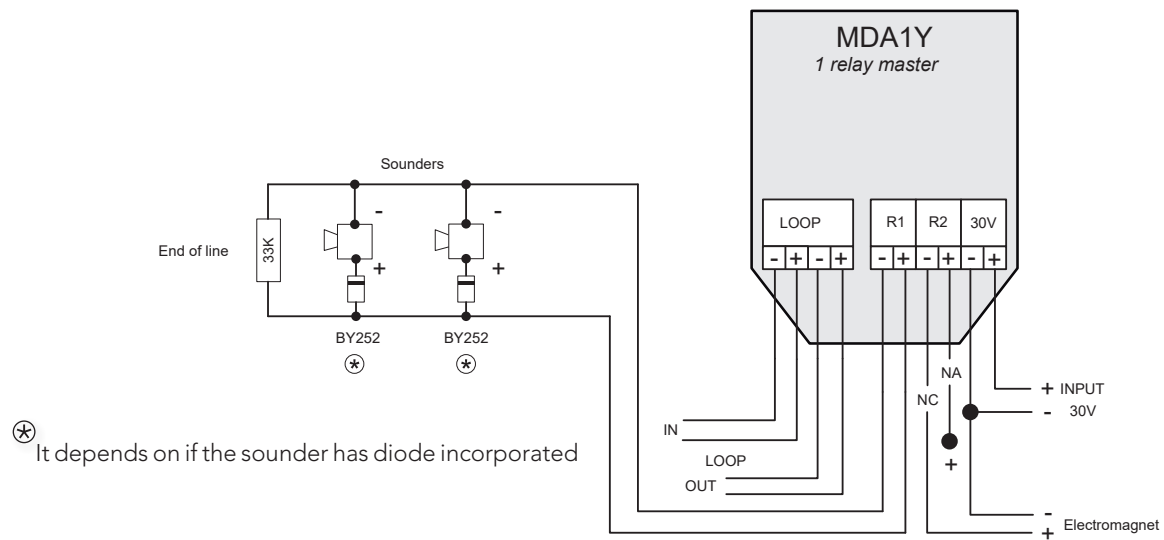 MDA1Y
1 relay master
Sounders
LOOP
R1
R2
30V
- + - +
- + - + - +
End of line
33K
-
+
-
+
BY252
BY252
*
*
NA
NC
+ INPUT
- 30V
+
IN
LOOP
OUT
* It depends on if the sounder has diode incorporated
-
+ Electromagnet